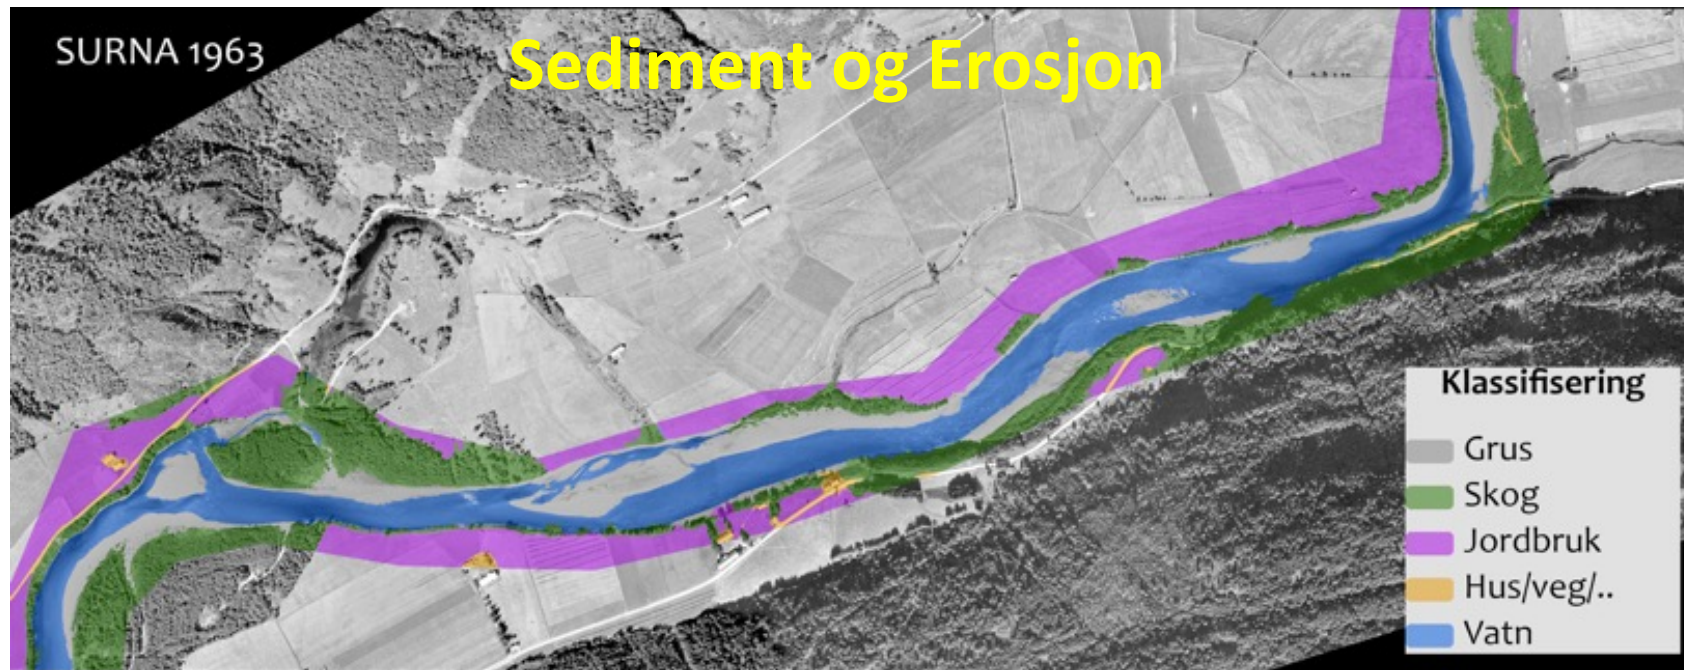 SURNA 1963
Sediment og Erosjon
Klassifisering
Grus
Skog
Jordbruk
Hus/veg/..
Vatn